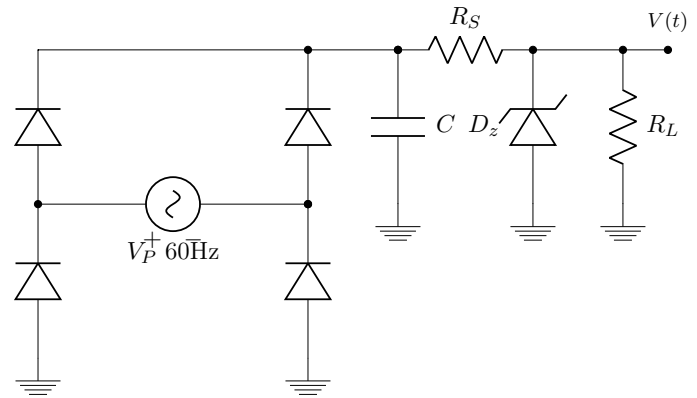 V(t)
R_S
C
D_z
R_L
+ −
V_P 60Hz